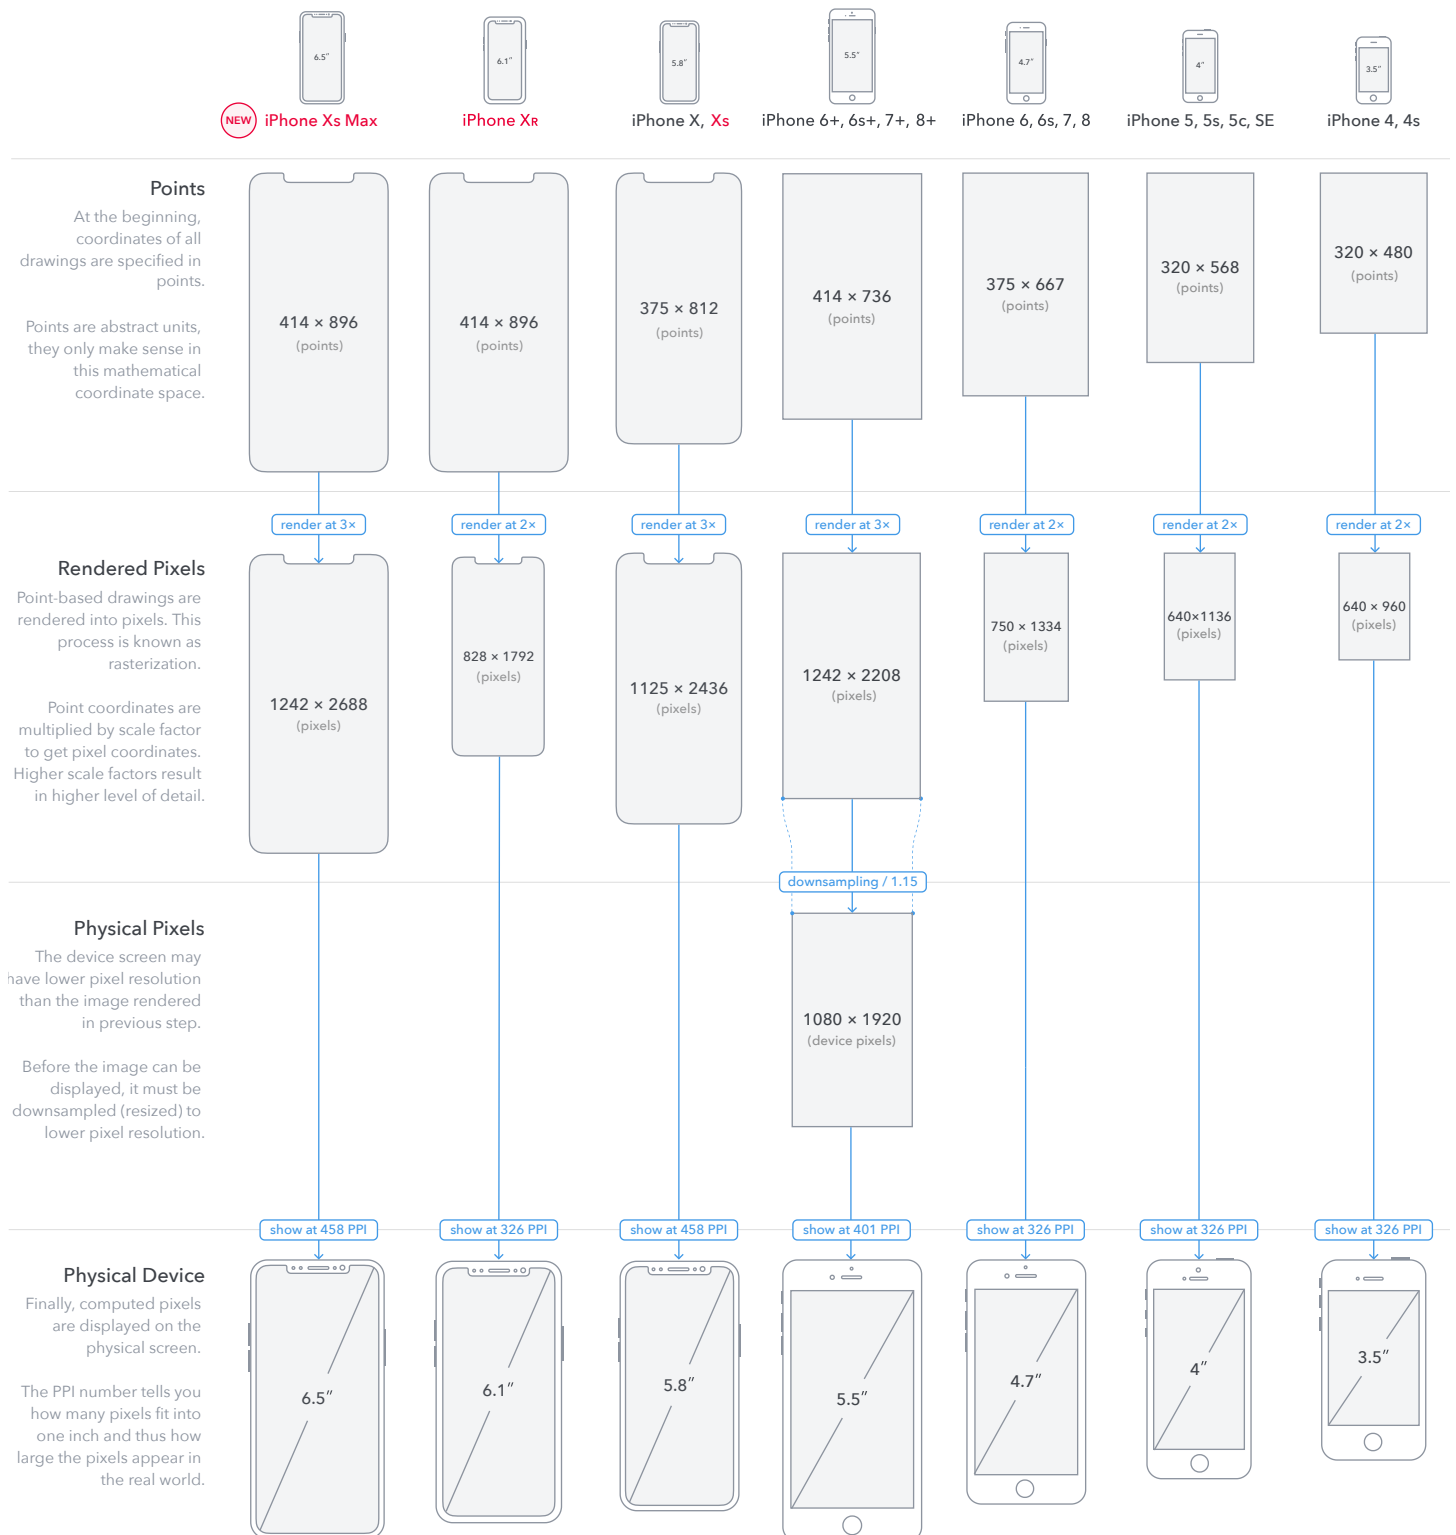 6.5″
6.1″
5.8″
5.5″
4.7″
4″
3.5″
NEW
iPhone Xs Max
iPhone XR
iPhone X, Xs
iPhone 6+, 6s+, 7+, 8+
iPhone 6, 6s, 7, 8
iPhone 5, 5s, 5c, SE
iPhone 4, 4s
Points
At the beginning,
coordinates of all
drawings are specified in
points.
Points are abstract units,
they only make sense in
this mathematical
coordinate space.
414 × 896
(points)
414 × 896
(points)
375 × 812
(points)
414 × 736
(points)
375 × 667
(points)
320 × 568
(points)
320 × 480
(points)
render at 3×
render at 2×
render at 3×
render at 3×
render at 2×
render at 2×
render at 2×
Rendered Pixels
Point-based drawings are
rendered into pixels. This
process is known as
rasterization.
Point coordinates are
multiplied by scale factor
to get pixel coordinates.
Higher scale factors result
in higher level of detail.
1242 × 2688
(pixels)
828 × 1792
(pixels)
1125 × 2436
(pixels)
1242 × 2208
(pixels)
750 × 1334
(pixels)
640×1136
(pixels)
640 × 960
(pixels)
downsampling / 1.15
Physical Pixels
The device screen may
have lower pixel resolution
than the image rendered
in previous step.
Before the image can be
displayed, it must be
downsampled (resized) to
lower pixel resolution.
1080 × 1920
(device pixels)
show at 458 PPI
show at 326 PPI
show at 458 PPI
show at 401 PPI
show at 326 PPI
show at 326 PPI
show at 326 PPI
Physical Device
Finally, computed pixels
are displayed on the
physical screen.
The PPI number tells you
how many pixels fit into
one inch and thus how
large the pixels appear in
the real world.
6.5″
6.1″
5.8″
5.5″
4.7″
4″
3.5″